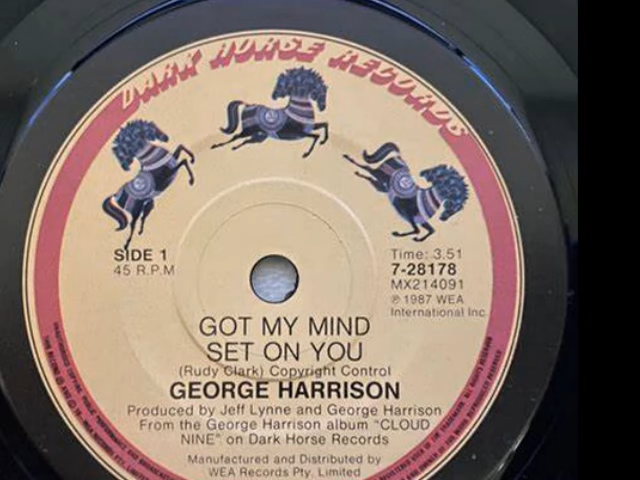 DARK HORSE RECORDS
SIDE 1
45 R.P.M
Time: 3.51
7-28178
MX214091
℗ 1987 WEA
International Inc
GOT MY MIND
SET ON YOU
(Rudy Clark) Copyright Control
GEORGE HARRISON
Produced by Jeff Lynne and George Harrison
From the George Harrison album "CLOUD
NINE" on Dark Horse Records
Manufactured and Distributed by
WEA Records Pty. Limited